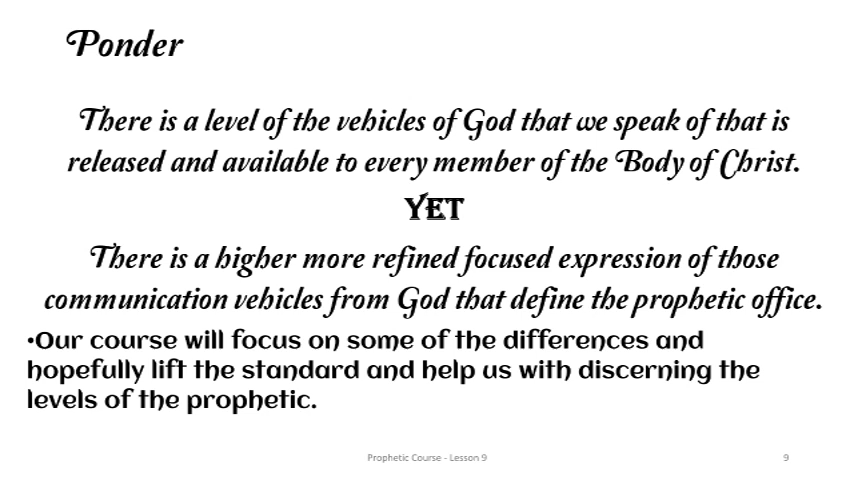 Ponder
There is a level of the vehicles of God that we speak of that is
released and available to every member of the Body of Christ.
YET
There is a higher more refined focused expression of those
communication vehicles from God that define the prophetic office.
•Our course will focus on some of the differences and
hopefully lift the standard and help us with discerning the
levels of the prophetic.
Prophetic Course - Lesson 9
9